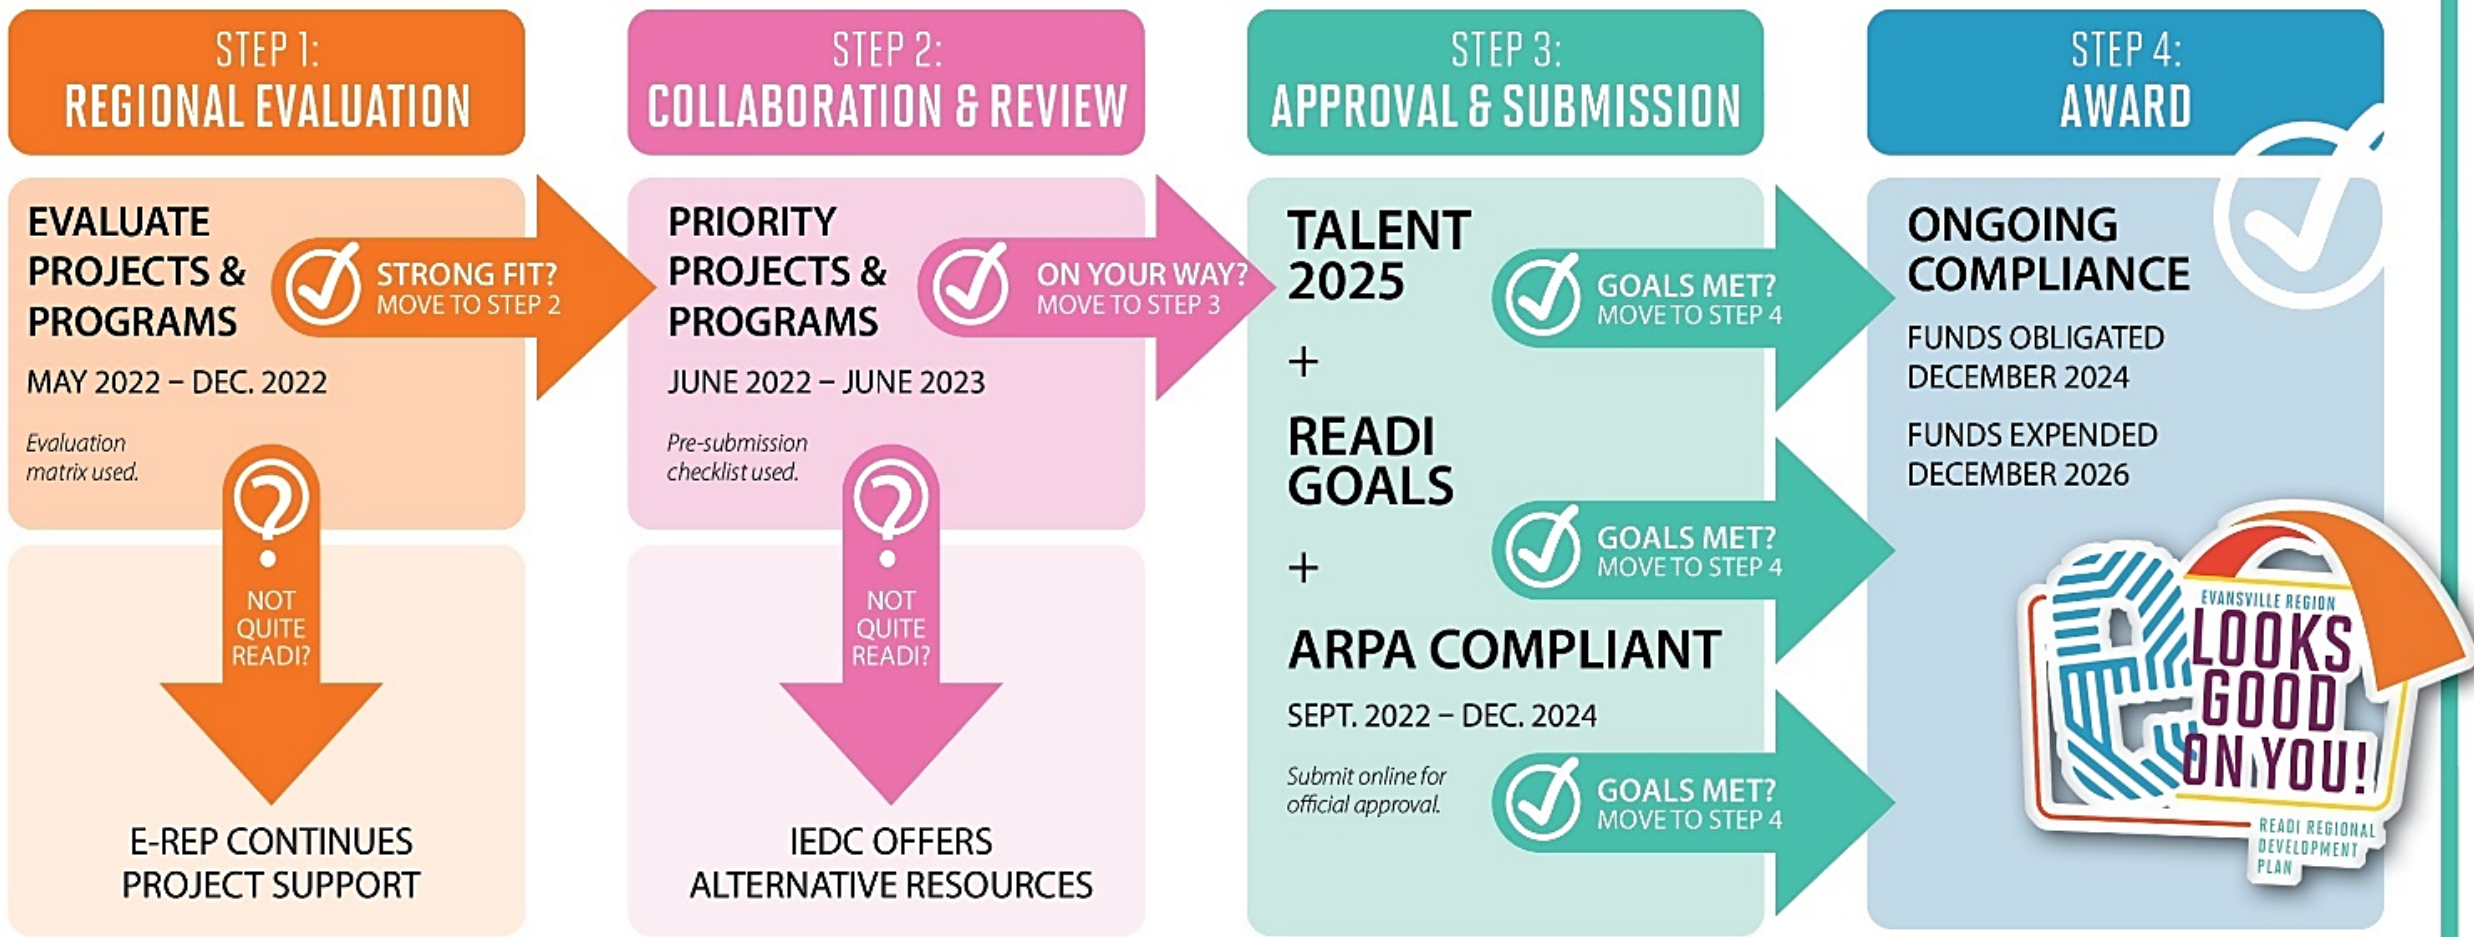 STEP 1:
REGIONAL EVALUATION
EVALUATE
PROJECTS &
PROGRAMS
MAY 2022 – DEC. 2022
Evaluation
matrix used.
STRONG FIT?
MOVE TO STEP 2
NOT
QUITE
READI?
E-REP CONTINUES
PROJECT SUPPORT
STEP 2:
COLLABORATION & REVIEW
PRIORITY
PROJECTS &
PROGRAMS
JUNE 2022 – JUNE 2023
Pre-submission
checklist used.
ON YOUR WAY?
MOVE TO STEP 3
NOT
QUITE
READI?
IEDC OFFERS
ALTERNATIVE RESOURCES
STEP 3:
APPROVAL & SUBMISSION
TALENT
2025
+
READI
GOALS
+
ARPA COMPLIANT
SEPT. 2022 – DEC. 2024
Submit online for
official approval.
GOALS MET?
MOVE TO STEP 4
GOALS MET?
MOVE TO STEP 4
GOALS MET?
MOVE TO STEP 4
STEP 4:
AWARD
ONGOING
COMPLIANCE
FUNDS OBLIGATED
DECEMBER 2024
FUNDS EXPENDED
DECEMBER 2026
EVANSVILLE REGION
LOOKS
GOOD
ON YOU!
READI REGIONAL
DEVELOPMENT
PLAN